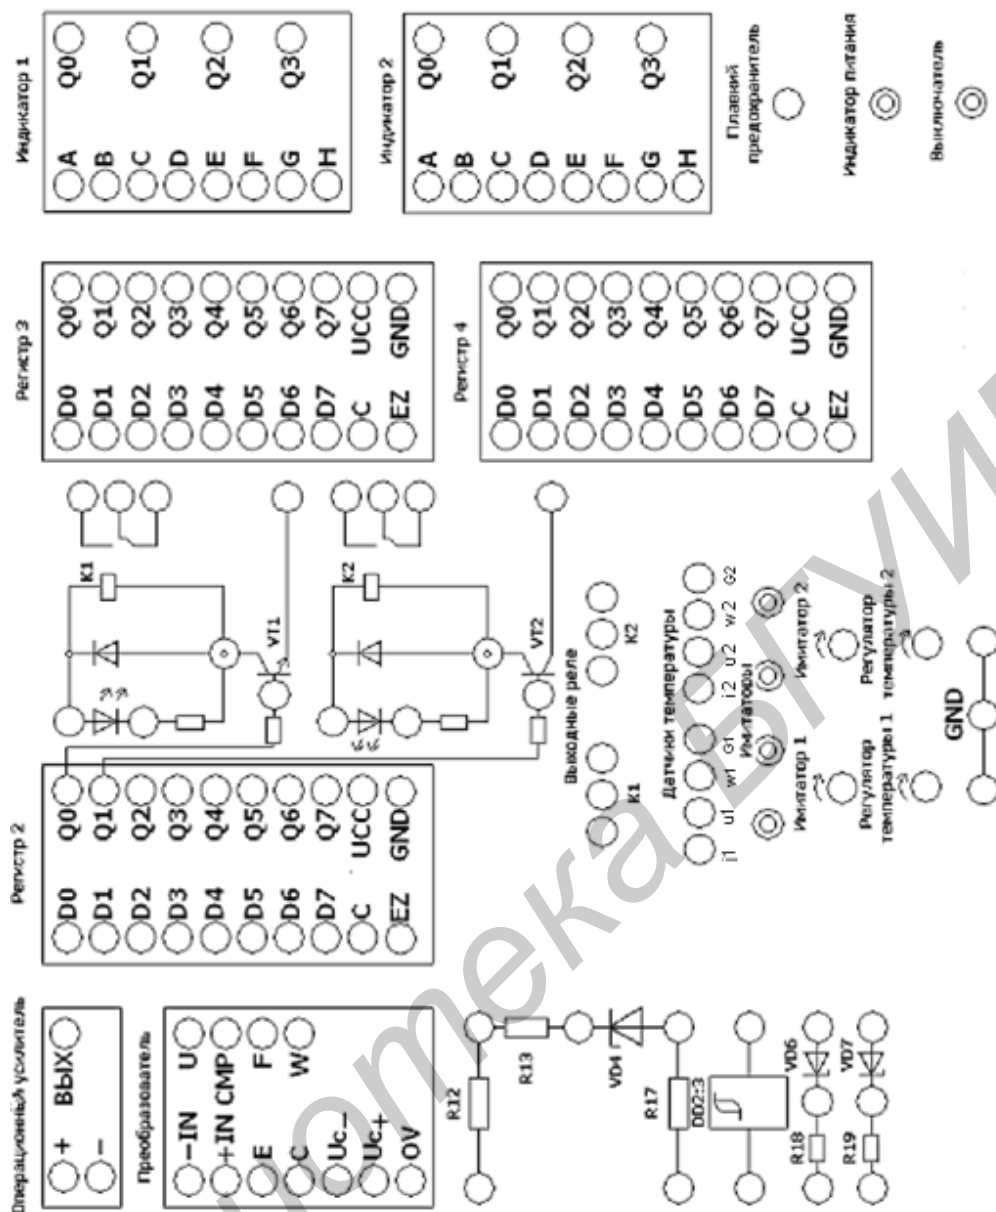 Операционный усилитель
+ ВЫХ
−
Преобразователь
−IN U
+IN CMP
E F
C W
Uc−
Uc+
OV
R12
R13
VD4
R17
DD2:3
R18 VD6
R19 VD7
Регистр 2
D0 Q0
D1 Q1
D2 Q2
D3 Q3
D4 Q4
D5 Q5
D6 Q6
D7 Q7
C UCC
EZ GND
K1
VT1
K2
VT2
Выходные реле
K1 K2
Датчики температуры
i1 u1 w1 G1 i2 u2 w2 G2
Имитаторы
Имитатор 1 Имитатор 2
Регулятор
температуры 1
Регулятор
температуры 2
GND
Регистр 3
D0 Q0
D1 Q1
D2 Q2
D3 Q3
D4 Q4
D5 Q5
D6 Q6
D7 Q7
C UCC
EZ GND
Регистр 4
D0 Q0
D1 Q1
D2 Q2
D3 Q3
D4 Q4
D5 Q5
D6 Q6
D7 Q7
C UCC
EZ GND
Индикатор 1
A Q0
B
C Q1
D
E Q2
F
G Q3
H
Индикатор 2
A Q0
B
C Q1
D
E Q2
F
G Q3
H
Плавний
предохранитель
Индикатор питания
Выключатель
иотека БГУИ